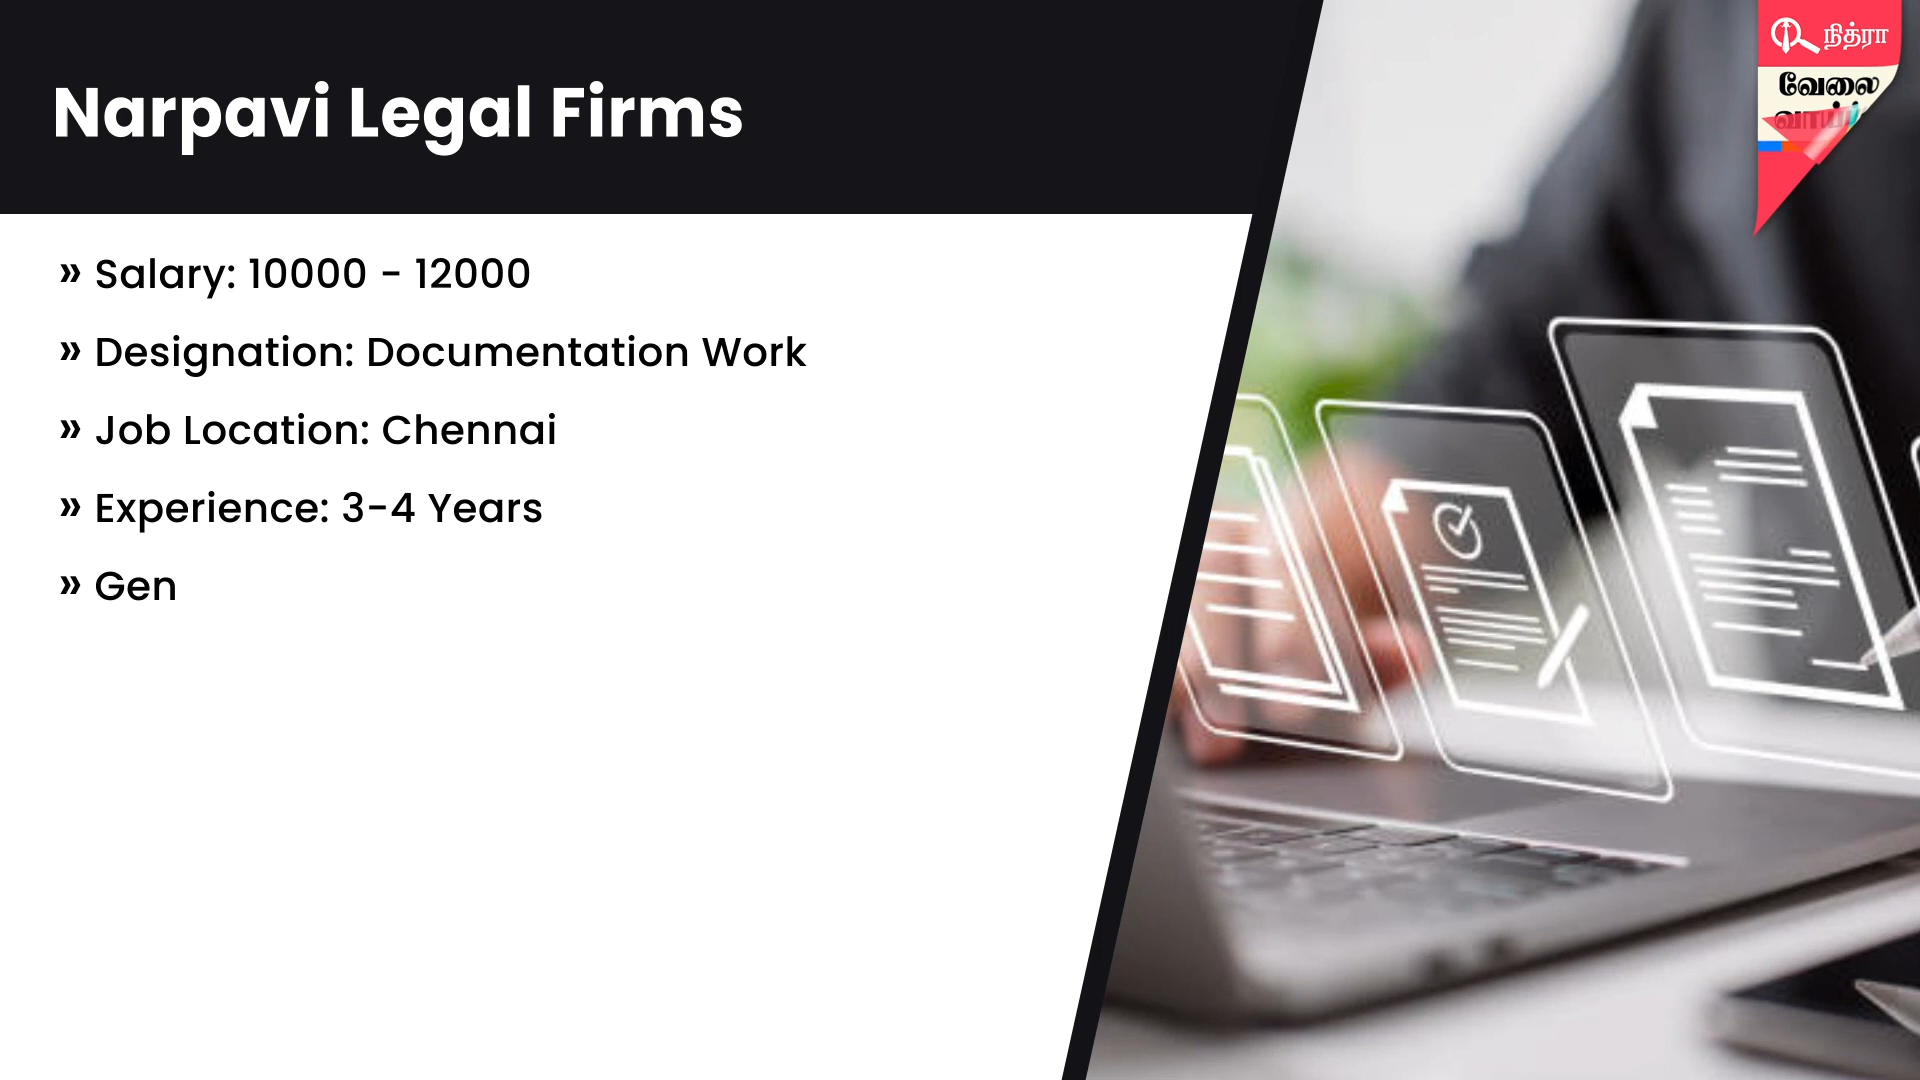 Narpavi Legal Firms
» Salary: 10000 - 12000
» Designation: Documentation Work
» Job Location: Chennai
» Experience: 3-4 Years
» Gen
நித்ரா
வேலை